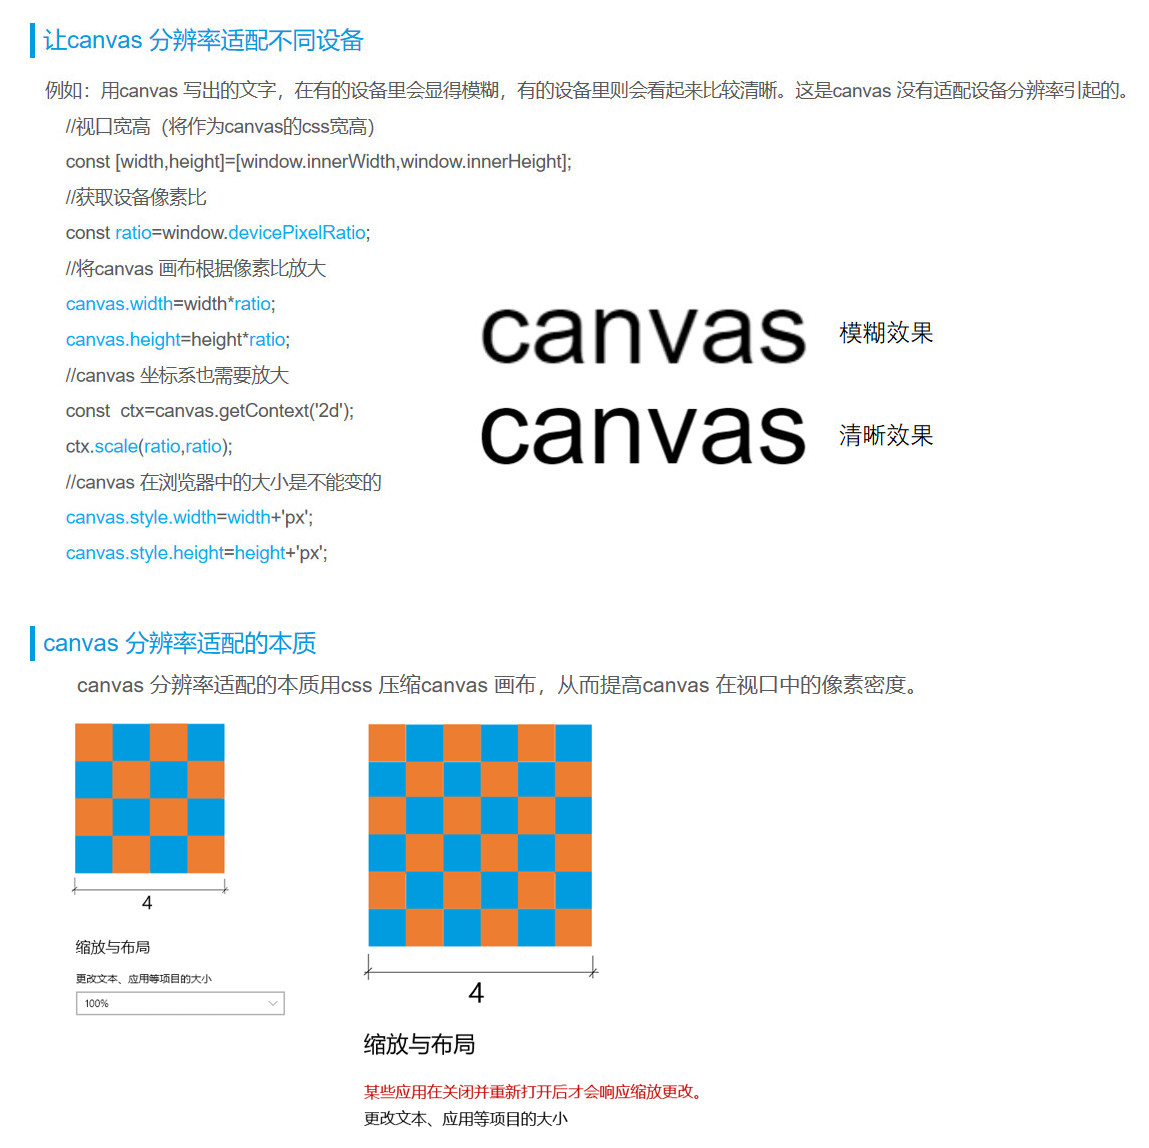 让canvas 分辨率适配不同设备
例如：用canvas 写出的文字，在有的设备里会显得模糊，有的设备里则会看起来比较清晰。这是canvas 没有适配设备分辨率引起的。
//视口宽高（将作为canvas的css宽高）
const [width,height]=[window.innerWidth,window.innerHeight];
//获取设备像素比
const ratio=window.devicePixelRatio;
//将canvas 画布根据像素比放大
canvas.width=width*ratio;
canvas.height=height*ratio;
//canvas 坐标系也需要放大
const  ctx=canvas.getContext('2d');
ctx.scale(ratio,ratio);
//canvas 在浏览器中的大小是不能变的
canvas.style.width=width+'px';
canvas.style.height=height+'px';
canvas 模糊效果
canvas 清晰效果
canvas 分辨率适配的本质
canvas 分辨率适配的本质用css 压缩canvas 画布，从而提高canvas 在视口中的像素密度。
4
缩放与布局
更改文本、应用等项目的大小
100%
4
缩放与布局
某些应用在关闭并重新打开后才会响应缩放更改。
更改文本、应用等项目的大小